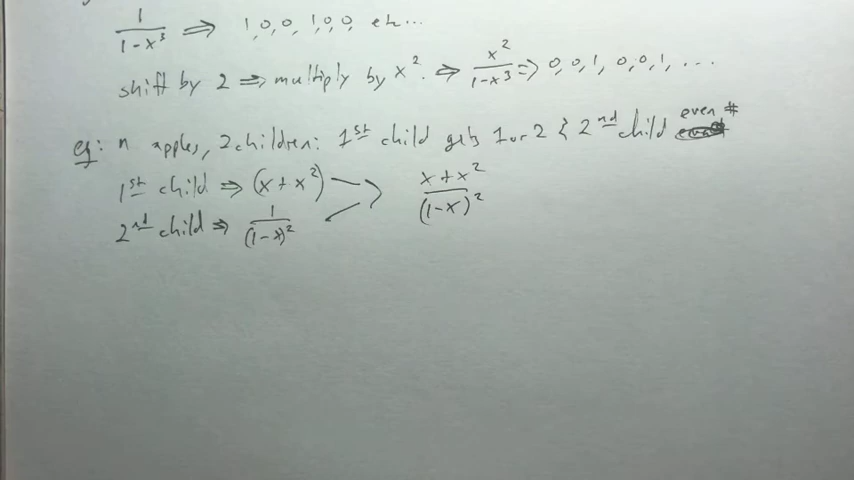 1/(1-x³) ⇒ 1,0,0,1,0,0, etc...
shift by 2 ⇒ multiply by x². ⇒ x²/(1-x³) ⇒ 0,0,1,0,0,1,...
eg: n apples, 2 children: 1st child gets 1 or 2 & 2nd child even #
1st child ⇒ (x+x²)
2nd child ⇒ 1/(1-x)²
(x+x²)/(1-x)²